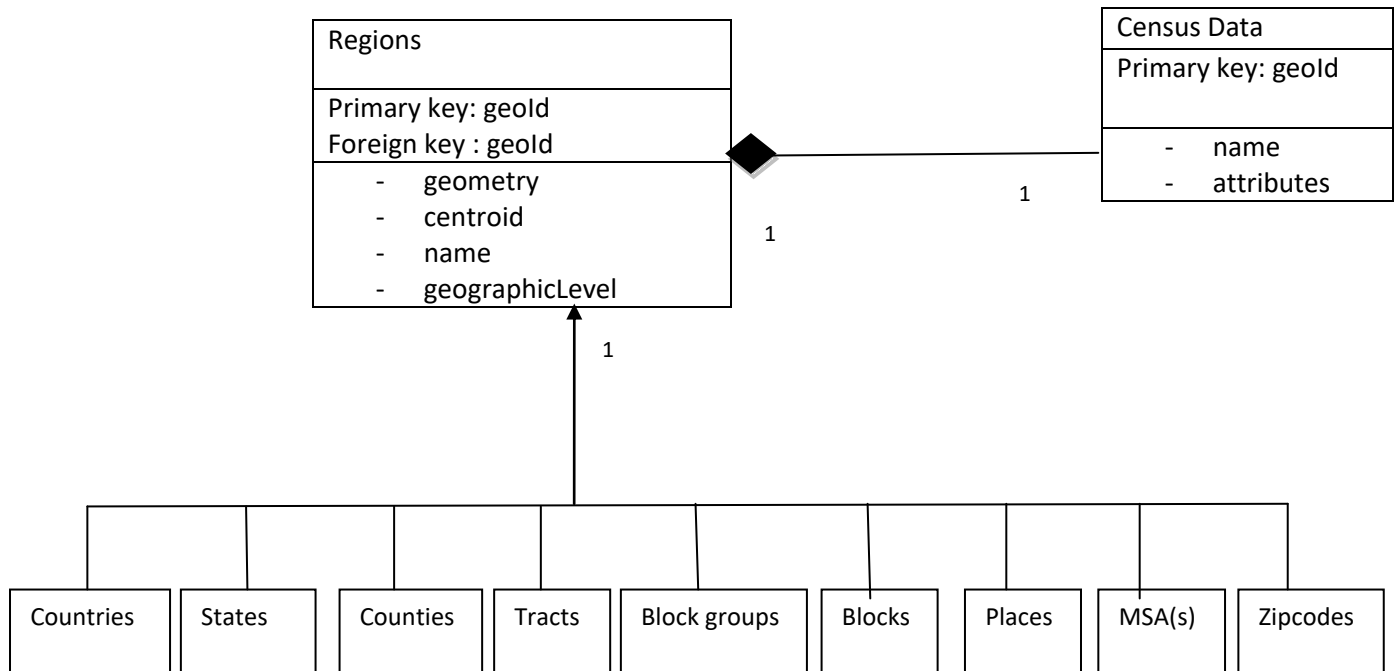 Regions
Primary key: geoId
Foreign key : geoId
- geometry
- centroid
- name
- geographicLevel
Census Data
Primary key: geoId
- name
- attributes
1
1
1
Countries
States
Counties
Tracts
Block groups
Blocks
Places
MSA(s)
Zipcodes